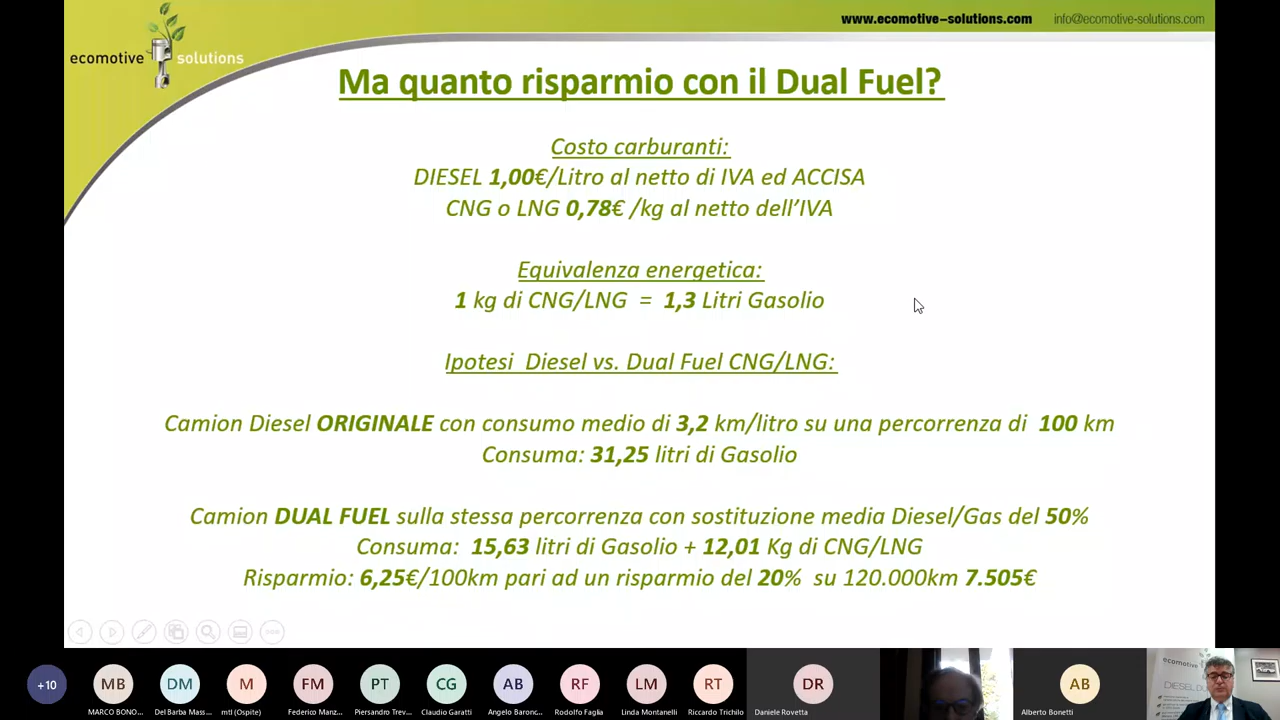 www.ecomotive-solutions.com info@ecomotive-solutions.com
ecomotive solutions
Ma quanto risparmio con il Dual Fuel?
Costo carburanti:
DIESEL 1,00€/Litro al netto di IVA ed ACCISA
CNG o LNG 0,78€ /kg al netto dell’IVA
Equivalenza energetica:
1 kg di CNG/LNG = 1,3 Litri Gasolio
Ipotesi Diesel vs. Dual Fuel CNG/LNG:
Camion Diesel ORIGINALE con consumo medio di 3,2 km/litro su una percorrenza di 100 km
Consuma: 31,25 litri di Gasolio
Camion DUAL FUEL sulla stessa percorrenza con sostituzione media Diesel/Gas del 50%
Consuma: 15,63 litri di Gasolio + 12,01 Kg di CNG/LNG
Risparmio: 6,25€/100km pari ad un risparmio del 20% su 120.000km 7.505€
+10 MB DM M FM PT CG AB RF LM RT DR AB
MARCO BONO... Del Barba Mass... mtl (Ospite) Federico Manz... Piersandro Trev... Claudio Garatti Angelo Baronc... Rodolfo Faglia Linda Montanelli Riccardo Trichilo Daniele Rovetta Alberto Bonetti
ecomotive